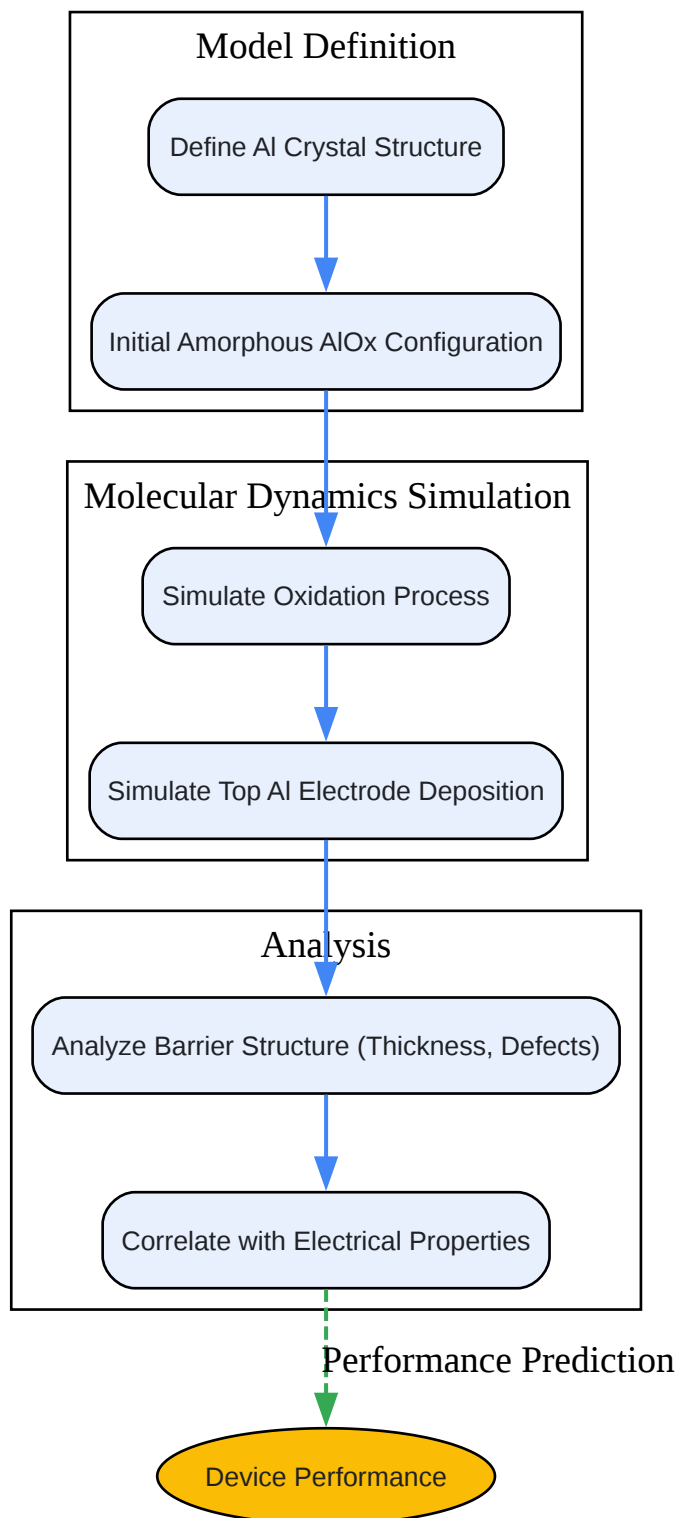 Model Definition
Define Al Crystal Structure
Initial Amorphous AlOx Configuration
Molecular Dynamics Simulation
Simulate Oxidation Process
Simulate Top Al Electrode Deposition
Analysis
Analyze Barrier Structure (Thickness, Defects)
Correlate with Electrical Properties
Performance Prediction
Device Performance